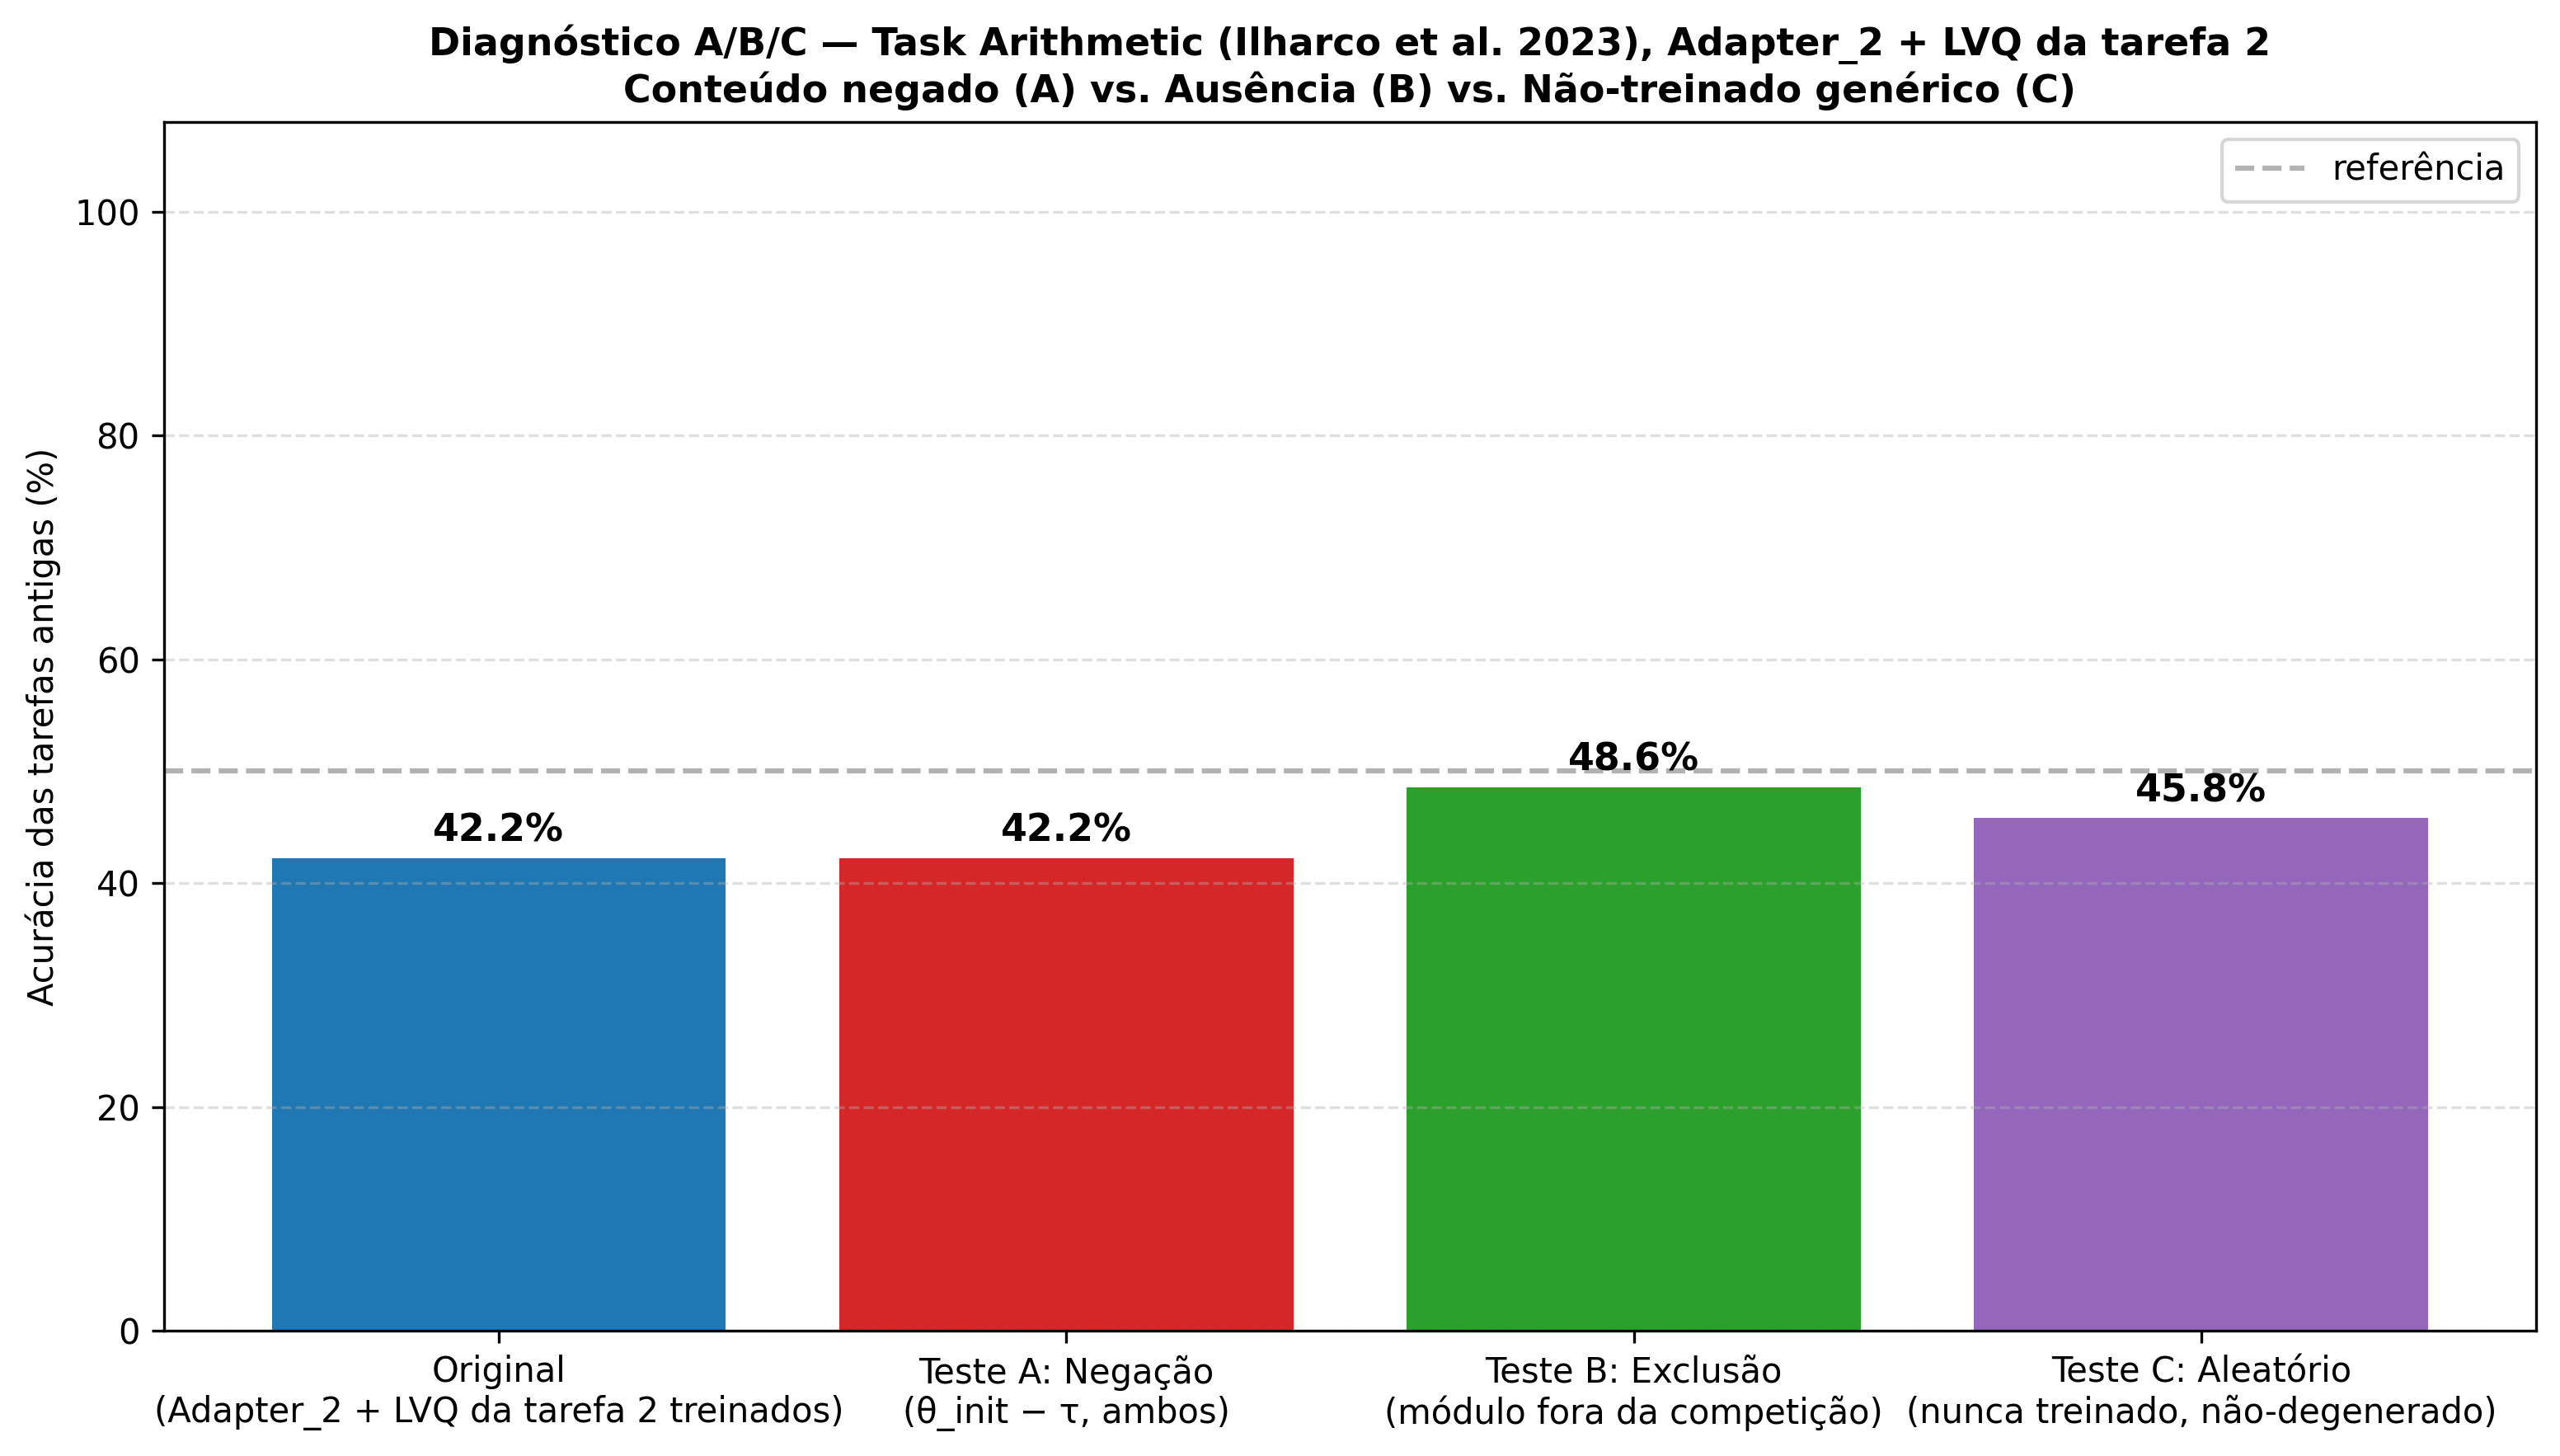 Diagnóstico A/B/C — Task Arithmetic (Ilharco et al. 2023), Adapter_2 + LVQ da tarefa 2
Conteúdo negado (A) vs. Ausência (B) vs. Não-treinado genérico (C)
referência
Acurácia das tarefas antigas (%)
100
80
60
40
20
0
42.2%
42.2%
48.6%
45.8%
Original
(Adapter_2 + LVQ da tarefa 2 treinados)
Teste A: Negação
(θ_init − τ, ambos)
Teste B: Exclusão
(módulo fora da competição)
Teste C: Aleatório
(nunca treinado, não-degenerado)